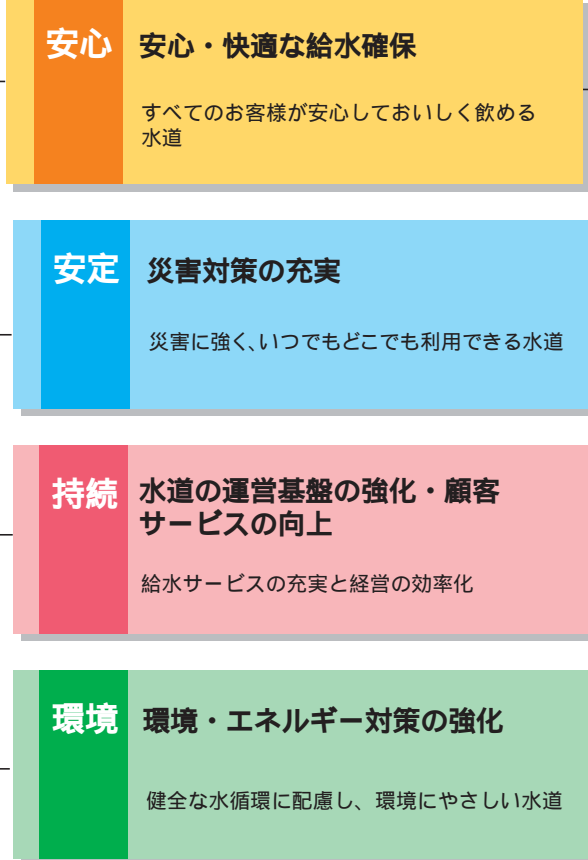 安心
安心・快適な給水確保
すべてのお客様が安心しておいしく飲める
水道
安定
災害対策の充実
災害に強く、いつでもどこでも利用できる水道
持続
水道の運営基盤の強化・顧客
サービスの向上
給水サービスの充実と経営の効率化
環境
環境・エネルギー対策の強化
健全な水循環に配慮し、環境にやさしい水道